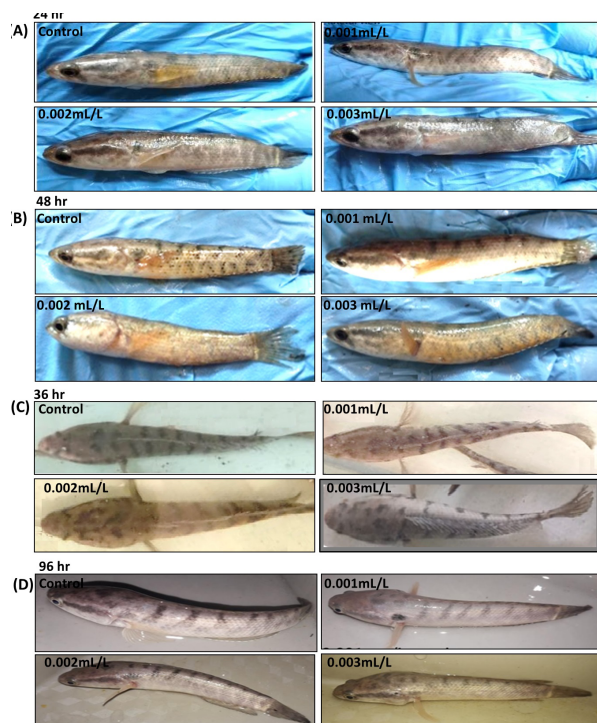 24 hr
(A)
Control
0.001mL/L
0.002mL/L
0.003mL/L
48 hr
(B)
Control
0.001 mL/L
0.002 mL/L
0.003 mL/L
36 hr
(C)
Control
0.001mL/L
0.002mL/L
0.003mL/L
96 hr
(D)
Control
0.001mL/L
0.002mL/L
0.003mL/L